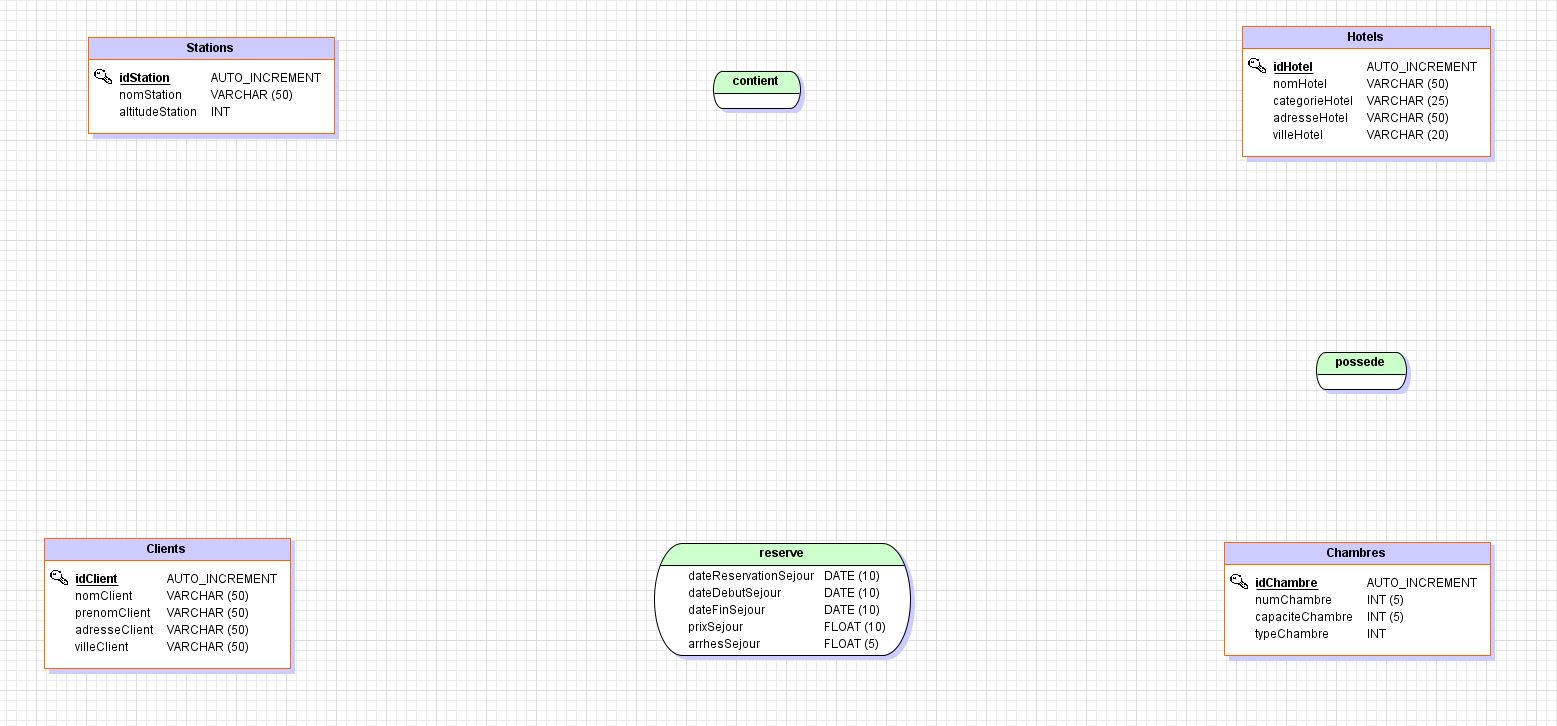 Stations
idStation AUTO_INCREMENT
nomStation VARCHAR (50)
altitudeStation INT
contient
Hotels
idHotel AUTO_INCREMENT
nomHotel VARCHAR (50)
categorieHotel VARCHAR (25)
adresseHotel VARCHAR (50)
villeHotel VARCHAR (20)
possede
Clients
idClient AUTO_INCREMENT
nomClient VARCHAR (50)
prenomClient VARCHAR (50)
adresseClient VARCHAR (50)
villeClient VARCHAR (50)
reserve
dateReservationSejour DATE (10)
dateDebutSejour DATE (10)
dateFinSejour DATE (10)
prixSejour FLOAT (10)
arrhesSejour FLOAT (5)
Chambres
idChambre AUTO_INCREMENT
numChambre INT (5)
capaciteChambre INT (5)
typeChambre INT